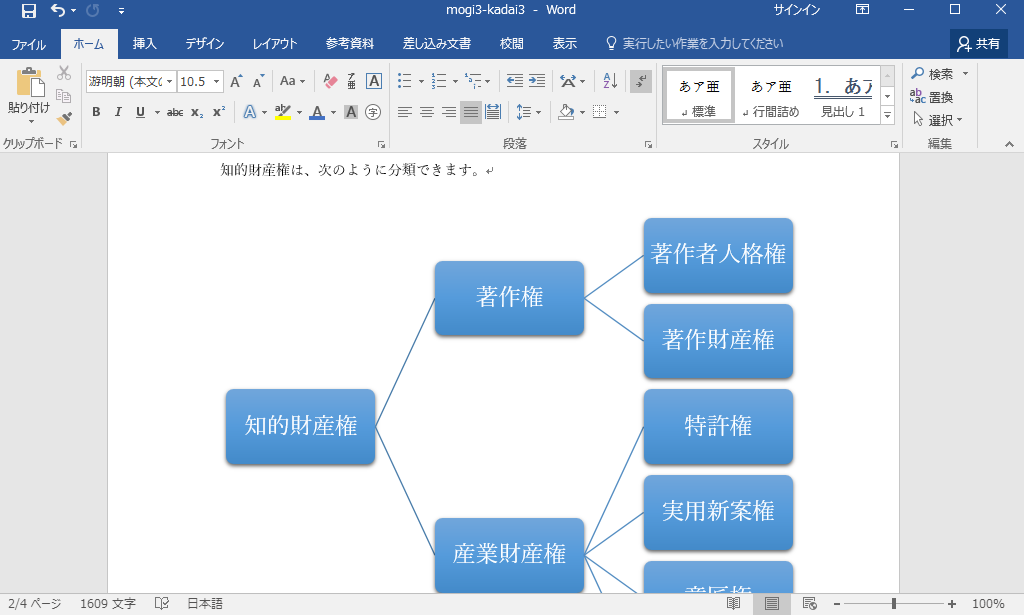 mogi3-kadai3 - Word
サインイン
ファイル ホーム 挿入 デザイン レイアウト 参考資料 差し込み文書 校閲 表示 実行したい作業を入力してください 共有
貼り付け
游明朝 (本文の 10.5
A A Aa 亜 A
B I U abc x₂ x² A ab A A 字
あア亜 あア亜 1. あア
標準 行間詰め 見出し 1
検索
置換
選択
クリップボード フォント 段落 スタイル 編集
知的財産権は、次のように分類できます。
著作者人格権
著作権
著作財産権
知的財産権
特許権
実用新案権
産業財産権
意匠権
2/4 ページ 1609 文字 日本語 100%